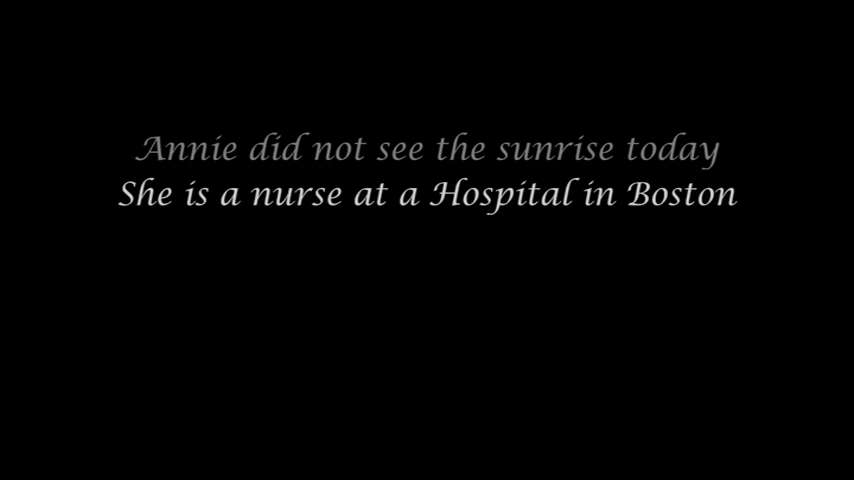 Annie did not see the sunrise today
She is a nurse at a Hospital in Boston